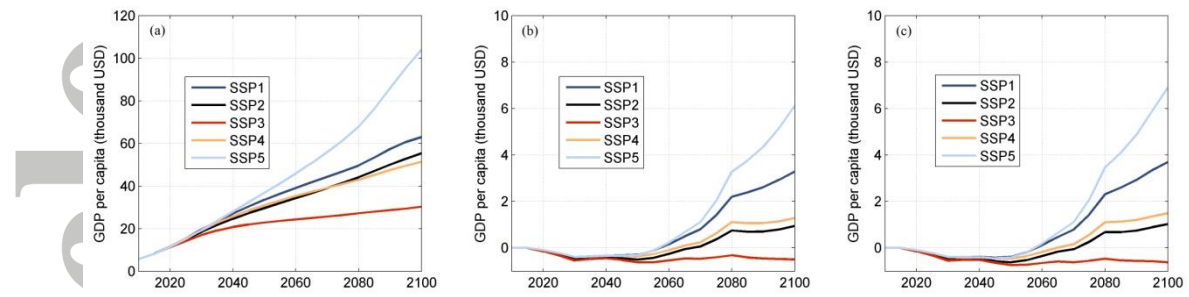 (a)
GDP per capita (thousand USD)
120
100
80
60
40
20
0
SSP1
SSP2
SSP3
SSP4
SSP5
2020
2040
2060
2080
2100
(b)
GDP per capita (thousand USD)
10
8
6
4
2
0
SSP1
SSP2
SSP3
SSP4
SSP5
2020
2040
2060
2080
2100
(c)
GDP per capita (thousand USD)
10
8
6
4
2
0
SSP1
SSP2
SSP3
SSP4
SSP5
2020
2040
2060
2080
2100